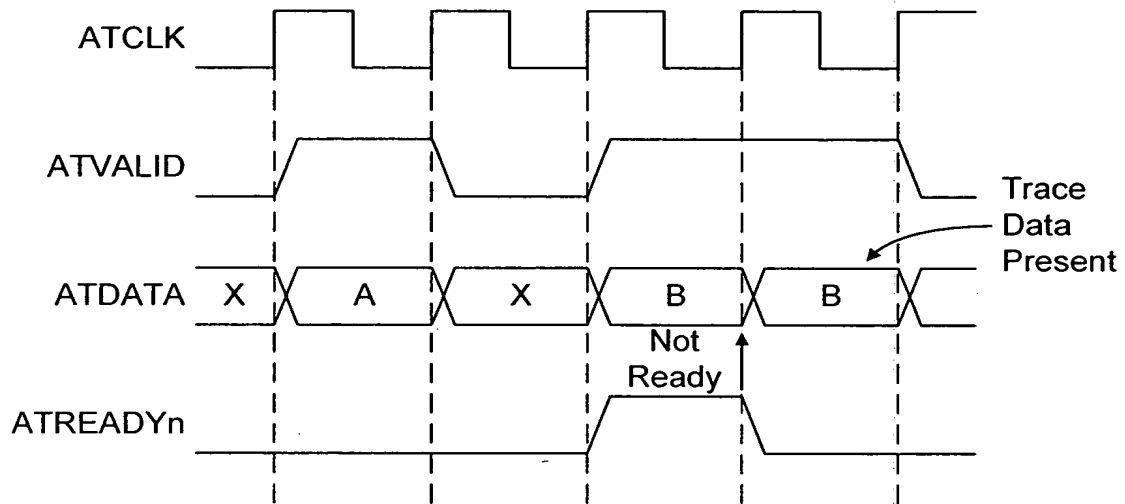 ATCLK
ATVALID
Trace
Data
Present
ATDATA X A X B B
Not
Ready
ATREADYn